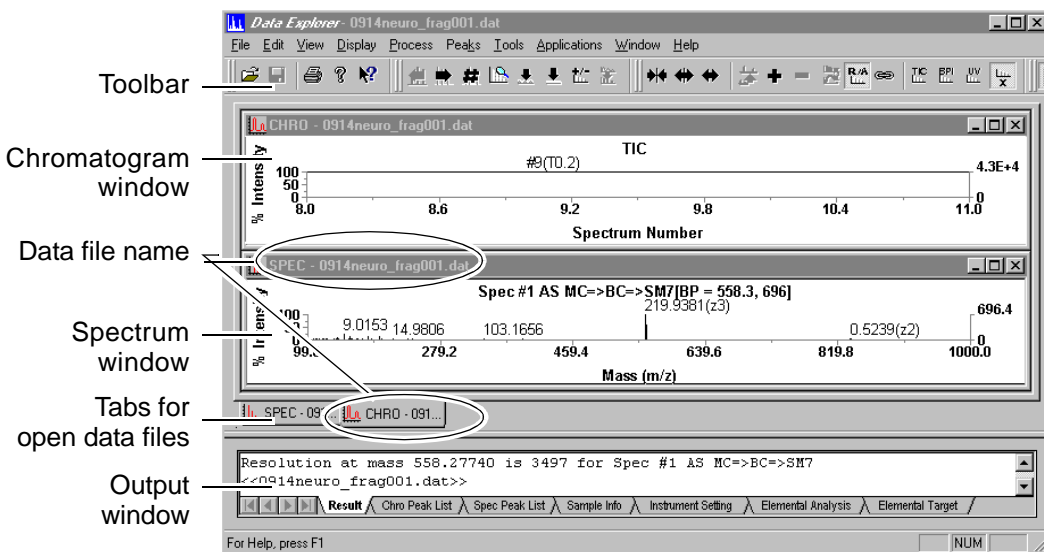 Data Explorer - 0914neuro_frag001.dat
File Edit View Display Process Peaks Tools Applications Window Help
R/A TIC BPI UV X
Toolbar
CHRO - 0914neuro_frag001.dat
Chromatogram
window
TIC
#9(T0.2)
% Intensity
100
50
0
4.3E+4
0
8.0 8.6 9.2 9.8 10.4 11.0
Spectrum Number
Data file name
SPEC - 0914neuro_frag001.dat
Spec #1 AS MC=>BC=>SM7[BP = 558.3, 696]
219.9381(z3)
696.4
9.0153 14.9806 103.1656 0.5239(z2)
0
279.2 459.4 639.6 819.8 1000.0
Mass (m/z)
Spectrum
window
Tabs for
open data files
CHRO - 091...
Resolution at mass 558.27740 is 3497 for Spec #1 AS MC=>BC=>SM7
<<0914neuro_frag001.dat>>
Output
window
Result Chro Peak List Spec Peak List Sample Info Instrument Setting Elemental Analysis Elemental Target
For Help, press F1
NUM